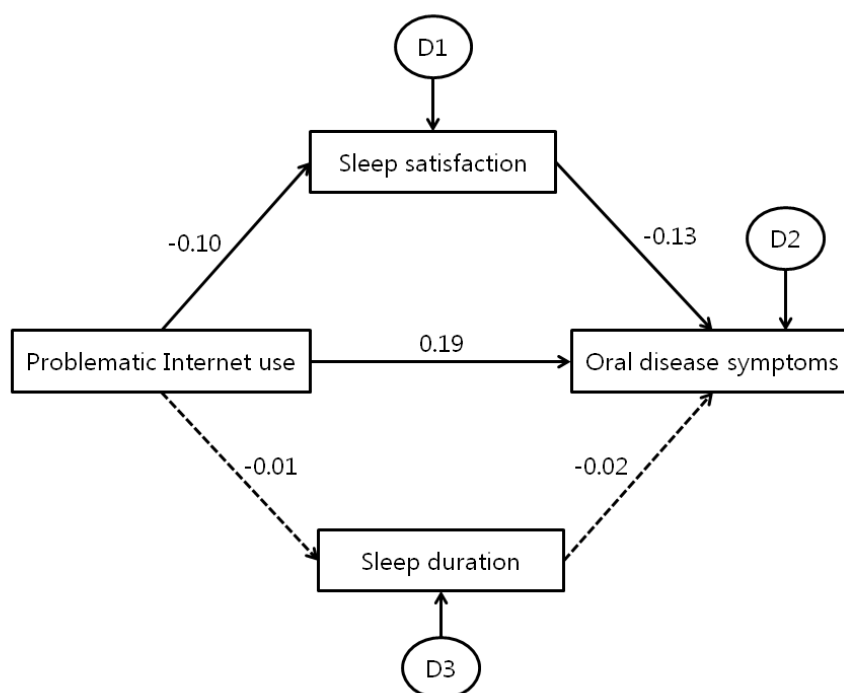 D1
Sleep satisfaction
-0.10
-0.13
D2
Problematic Internet use
0.19
Oral disease symptoms
-0.01
-0.02
Sleep duration
D3